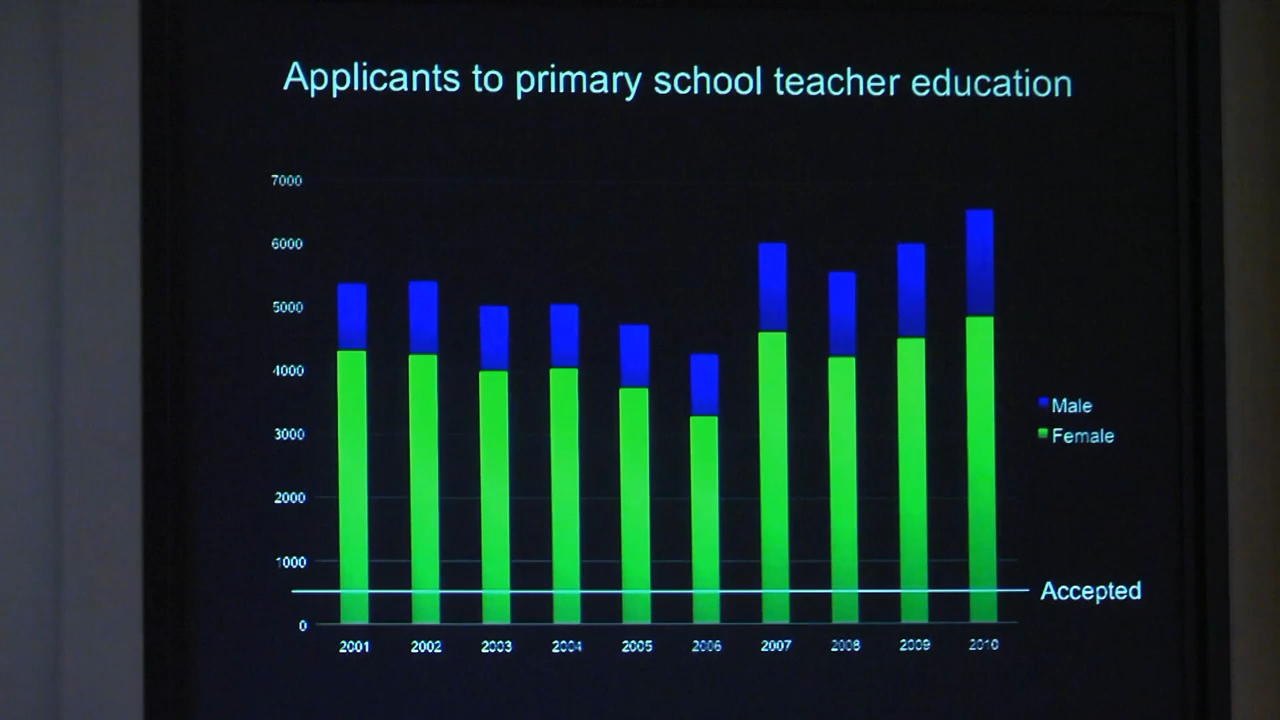 Applicants to primary school teacher education
7000
6000
5000
4000
3000
2000
1000
0
2001 2002 2003 2004 2005 2006 2007 2008 2009 2010
Male
Female
Accepted